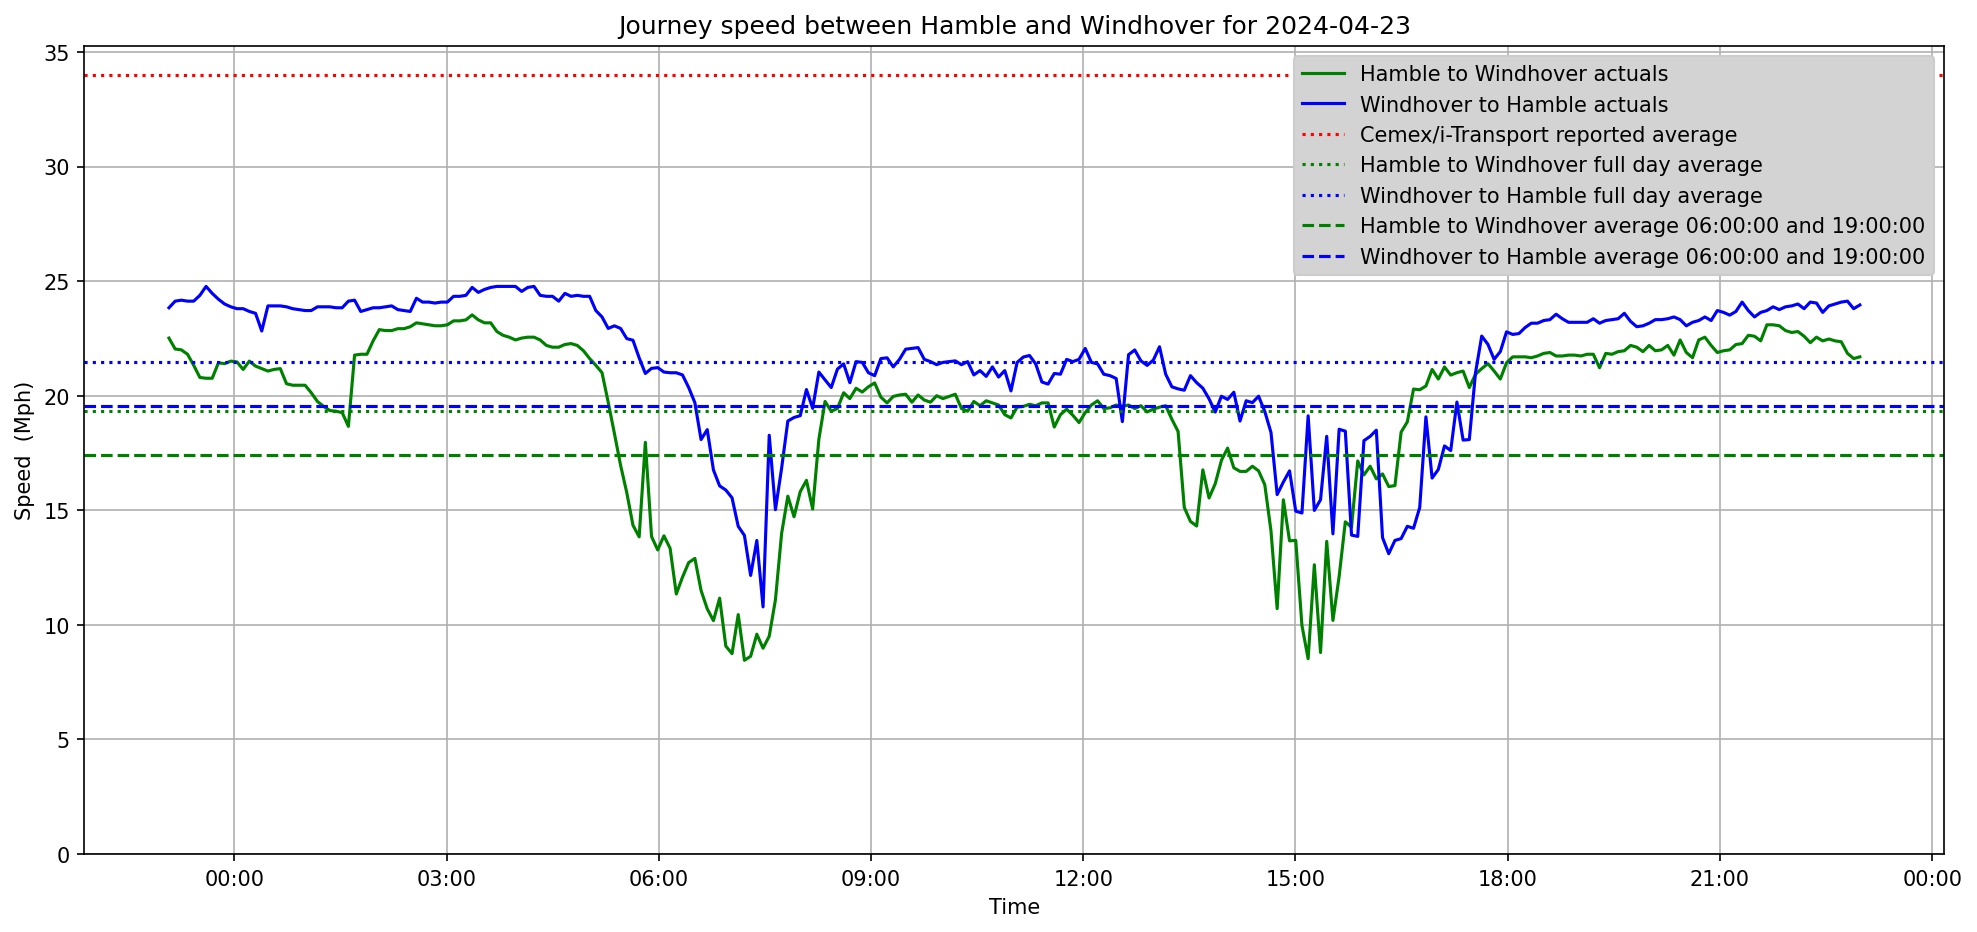 Journey speed between Hamble and Windhover for 2024-04-23
35
30
25
20
15
10
5
0
Speed (Mph)
Hamble to Windhover actuals
Windhover to Hamble actuals
Cemex/i-Transport reported average
Hamble to Windhover full day average
Windhover to Hamble full day average
Hamble to Windhover average 06:00:00 and 19:00:00
Windhover to Hamble average 06:00:00 and 19:00:00
00:00 03:00 06:00 09:00 12:00 15:00 18:00 21:00 00:00
Time